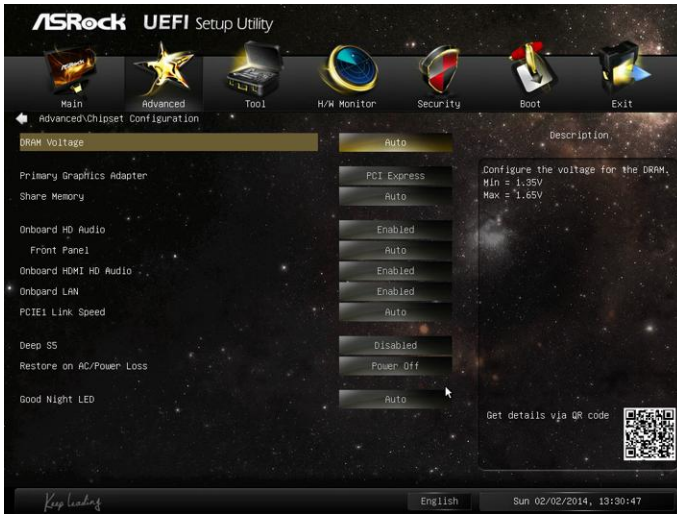 ASRock UEFI Setup Utility
Main Advanced Tool H/W Monitor Security Boot Exit
Advanced\Chipset Configuration
DRAM Voltage Auto
Primary Graphics Adapter PCI Express
Share Memory Auto
Onboard HD Audio Enabled
Front Panel Auto
Onboard HDMI HD Audio Enabled
Onboard LAN Enabled
PCIE1 Link Speed Auto
Deep S5 Disabled
Restore on AC/Power Loss Power Off
Good Night LED Auto
Description
Configure the voltage for the DRAM.
Min = 1.35V
Max = 1.65V
Get details via QR code
Keep Leading
English Sun 02/02/2014, 13:30:47